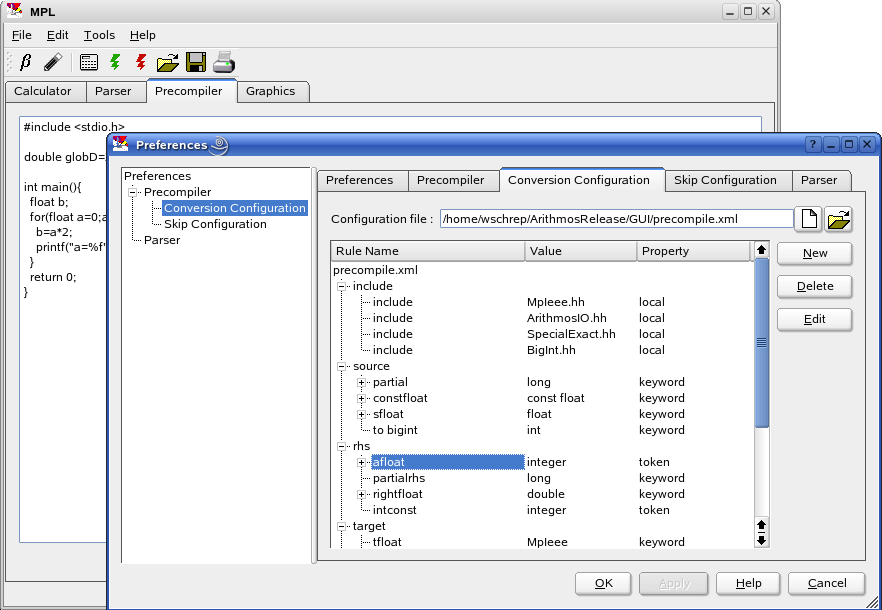 MPL
File Edit Tools Help
β
Calculator Parser Precompiler Graphics
#include <stdio.h>
double globD=
int main(){
float b;
for(float a=0;a
b=a*2;
printf("a=%f"
}
return 0;
}
Preferences
?
Preferences
Precompiler
Conversion Configuration
Skip Configuration
Parser
Preferences Precompiler Conversion Configuration Skip Configuration Parser
Configuration file : /home/wschrep/ArithmosRelease/GUI/precompile.xml
Rule Name Value Property
precompile.xml
include
include MpIeee.hh local
include ArithmosIO.hh local
include SpecialExact.hh local
include BigInt.hh local
source
partial long keyword
constfloat const float keyword
sfloat float keyword
to bigint int keyword
rhs
afloat integer token
partialrhs long keyword
rightfloat double keyword
intconst integer token
target
tfloat MpIeee keyword
New
Delete
Edit
OK Apply Help Cancel